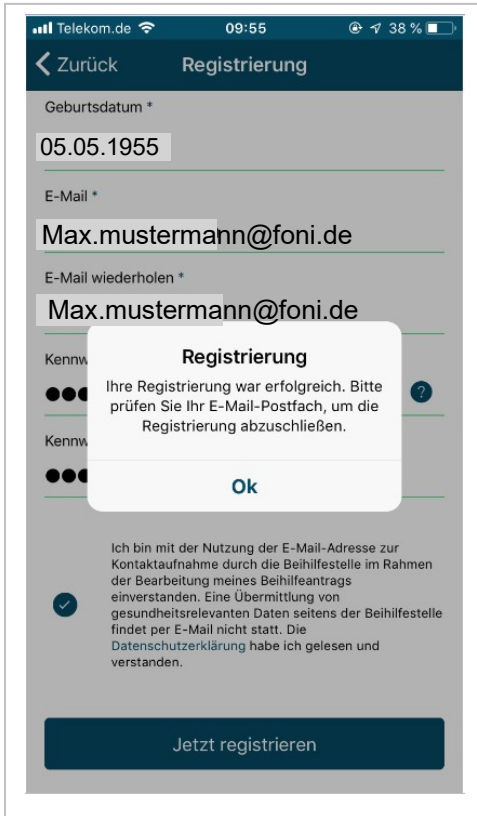 Telekom.de 09:55 38 %
Zurück Registrierung
Geburtsdatum *
05.05.1955
E-Mail *
Max.mustermann@foni.de
E-Mail wiederholen *
Max.mustermann@foni.de
Registrierung
Kennw
Ihre Registrierung war erfolgreich. Bitte
prüfen Sie Ihr E-Mail-Postfach, um die
Registrierung abzuschließen.
?
Kennw
Ok
Ich bin mit der Nutzung der E-Mail-Adresse zur
Kontaktaufnahme durch die Beihilfestelle im Rahmen
der Bearbeitung meines Beihilfeantrags
einverstanden. Eine Übermittlung von
gesundheitsrelevanten Daten seitens der Beihilfestelle
findet per E-Mail nicht statt. Die
Datenschutzerklärung habe ich gelesen und
verstanden.
Jetzt registrieren